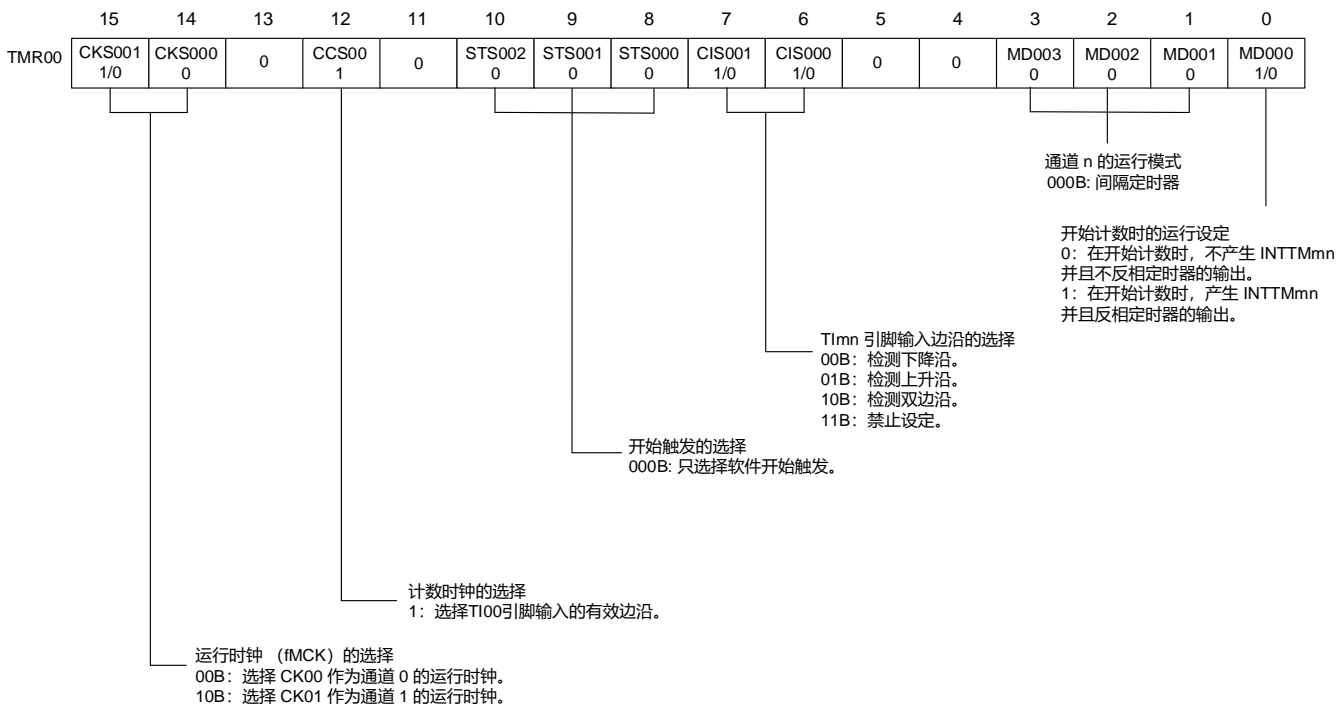 15 14 13 12 11 10 9 8 7 6 5 4 3 2 1 0
TMR00 CKS001 CKS000 0 CCS00 0 STS002 STS001 STS000 CIS001 CIS000 0 0 MD003 MD002 MD001 MD000
1/0 0 1 0 0 0 1/0 1/0 0 0 0 1/0
通道 n 的运行模式
000B: 间隔定时器
开始计数时的运行设定
0：在开始计数时，不产生 INTTMmn
并且不反相定时器的输出。
1：在开始计数时，产生 INTTMmn
并且反相定时器的输出。
TImn 引脚输入边沿的选择
00B：检测下降沿。
01B：检测上升沿。
10B：检测双边沿。
11B：禁止设定。
开始触发的选择
000B: 只选择软件开始触发。
计数时钟的选择
1：选择TI00引脚输入的有效边沿。
运行时钟 （fMCK）的选择
00B：选择 CK00 作为通道 0 的运行时钟。
10B：选择 CK01 作为通道 1 的运行时钟。